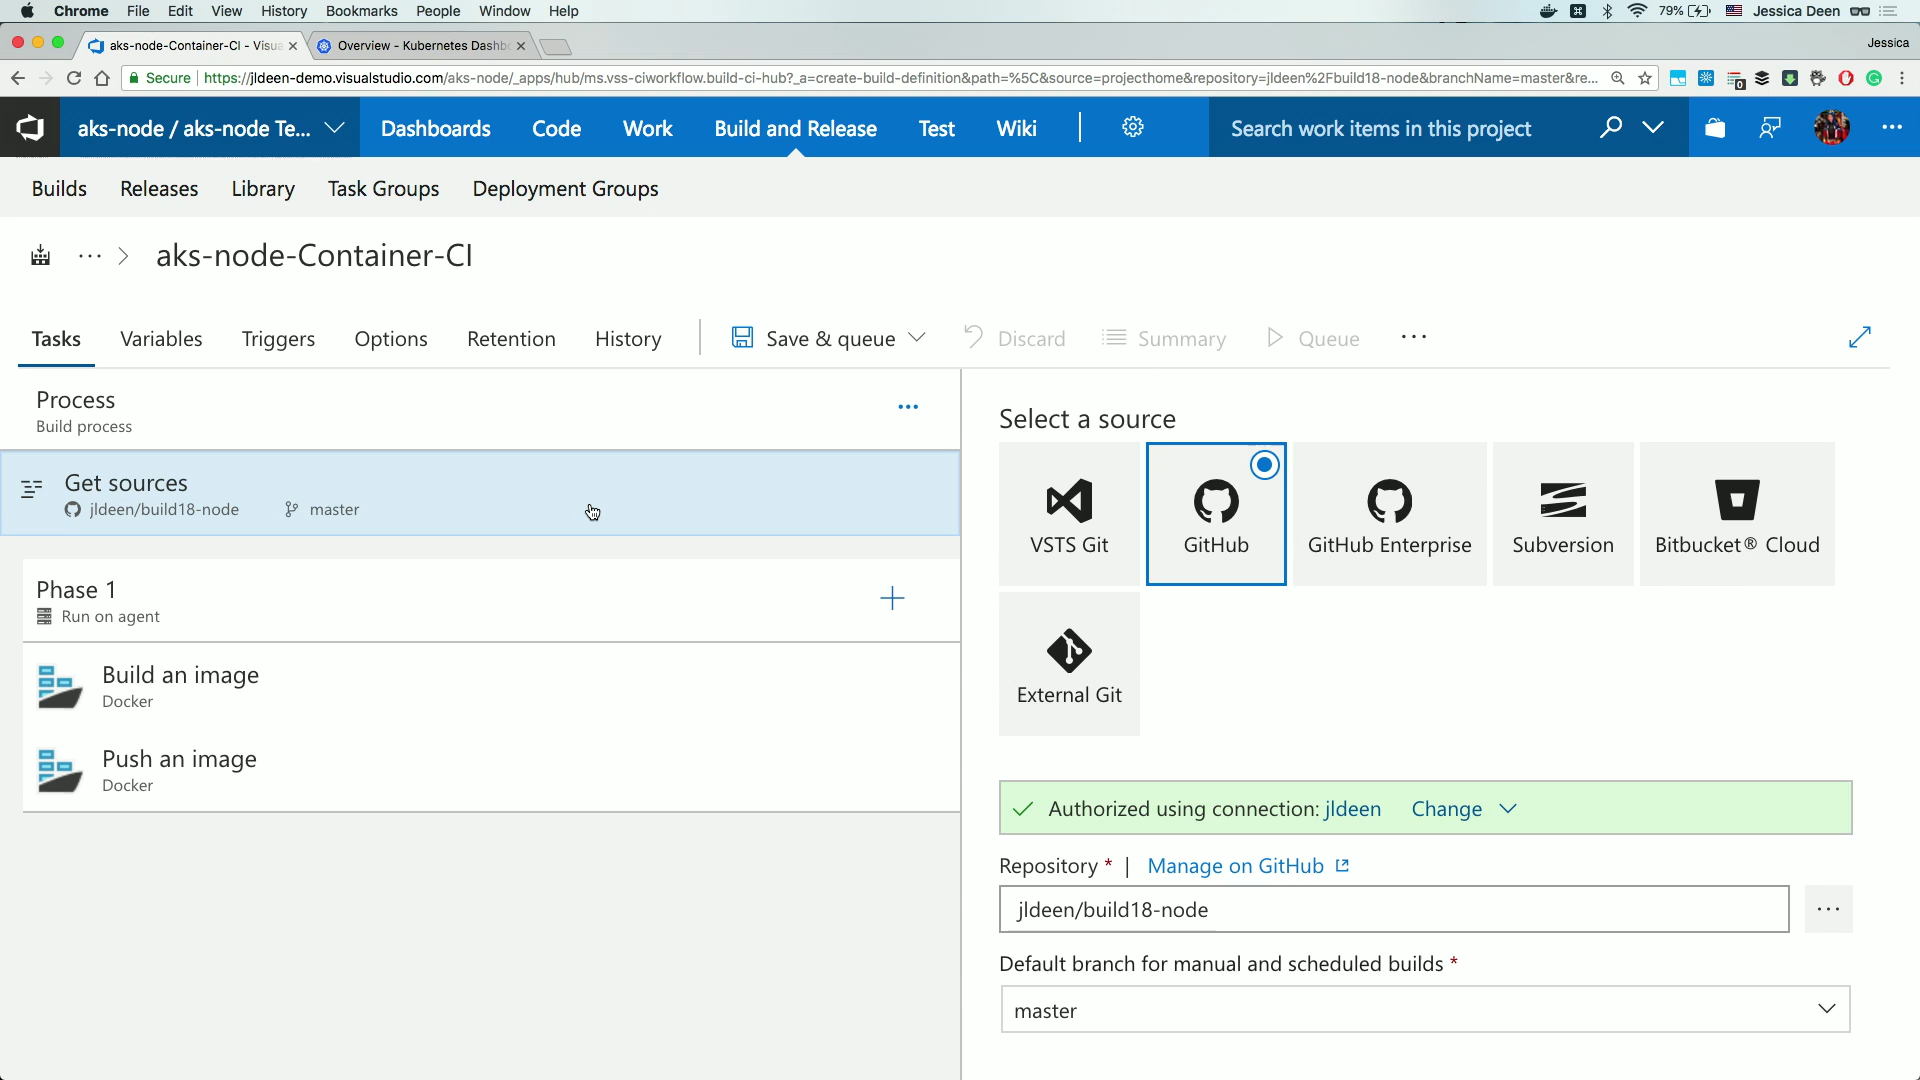 Chrome File Edit View History Bookmarks People Window Help 79% Jessica Deen
aks-node-Container-CI - Visua Overview - Kubernetes Dashbo Jessica
Secure https://jldeen-demo.visualstudio.com/aks-node/_apps/hub/ms.vss-ciworkflow.build-ci-hub?_a=create-build-definition&path=%5C&source=projecthome&repository=jldeen%2Fbuild18-node&branchName=master&re... 0
aks-node / aks-node Te... Dashboards Code Work Build and Release Test Wiki Search work items in this project ...
Builds Releases Library Task Groups Deployment Groups
... > aks-node-Container-CI
Tasks Variables Triggers Options Retention History Save & queue Discard Summary Queue ...
Process
Build process
...
Get sources
jldeen/build18-node master
Phase 1
Run on agent
Build an image
Docker
Push an image
Docker
Select a source
VSTS Git GitHub GitHub Enterprise Subversion Bitbucket® Cloud
External Git
Authorized using connection: jldeen Change
Repository * | Manage on GitHub
jldeen/build18-node ...
Default branch for manual and scheduled builds *
master